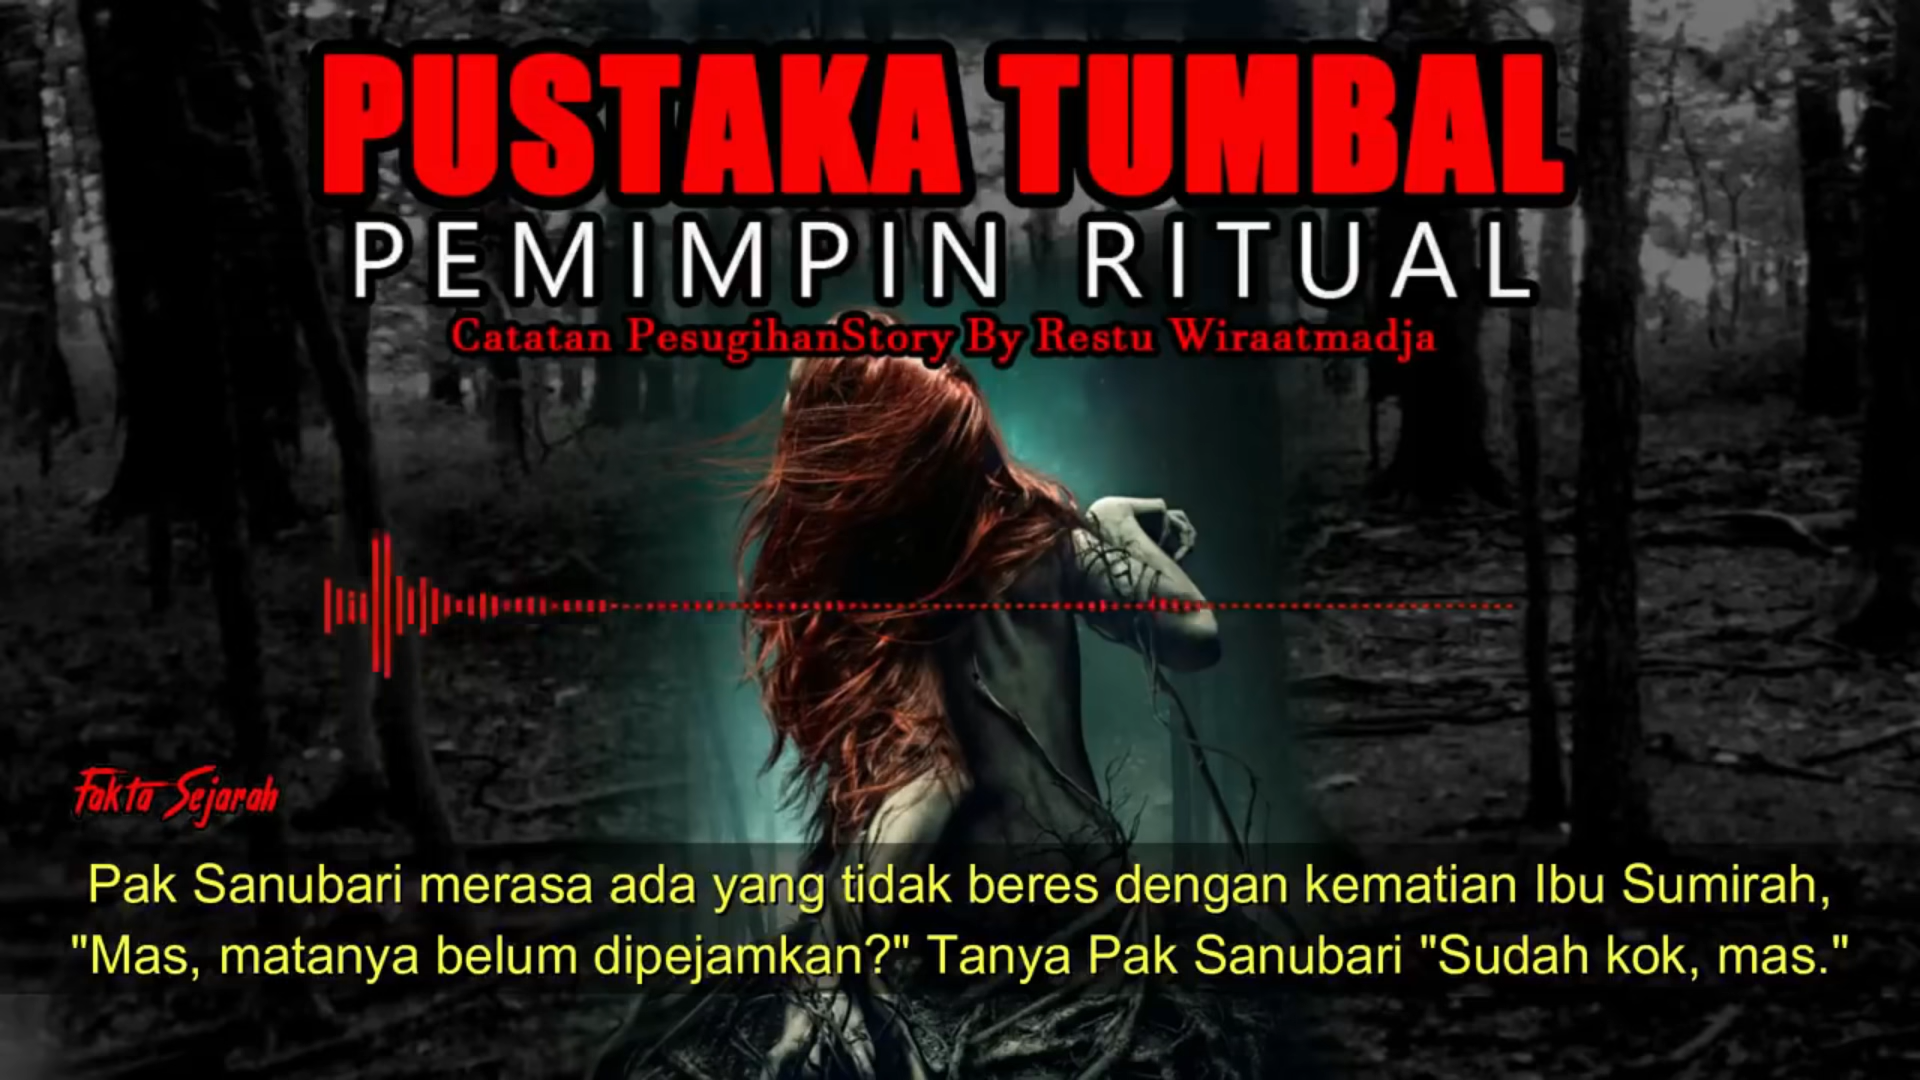 PUSTAKA TUMBAL
PEMIMPIN RITUAL
Catatan PesugihanStory By Restu Wiraatmadja
Fakta Sejarah
Pak Sanubari merasa ada yang tidak beres dengan kematian Ibu Sumirah,
"Mas, matanya belum dipejamkan?" Tanya Pak Sanubari "Sudah kok, mas."